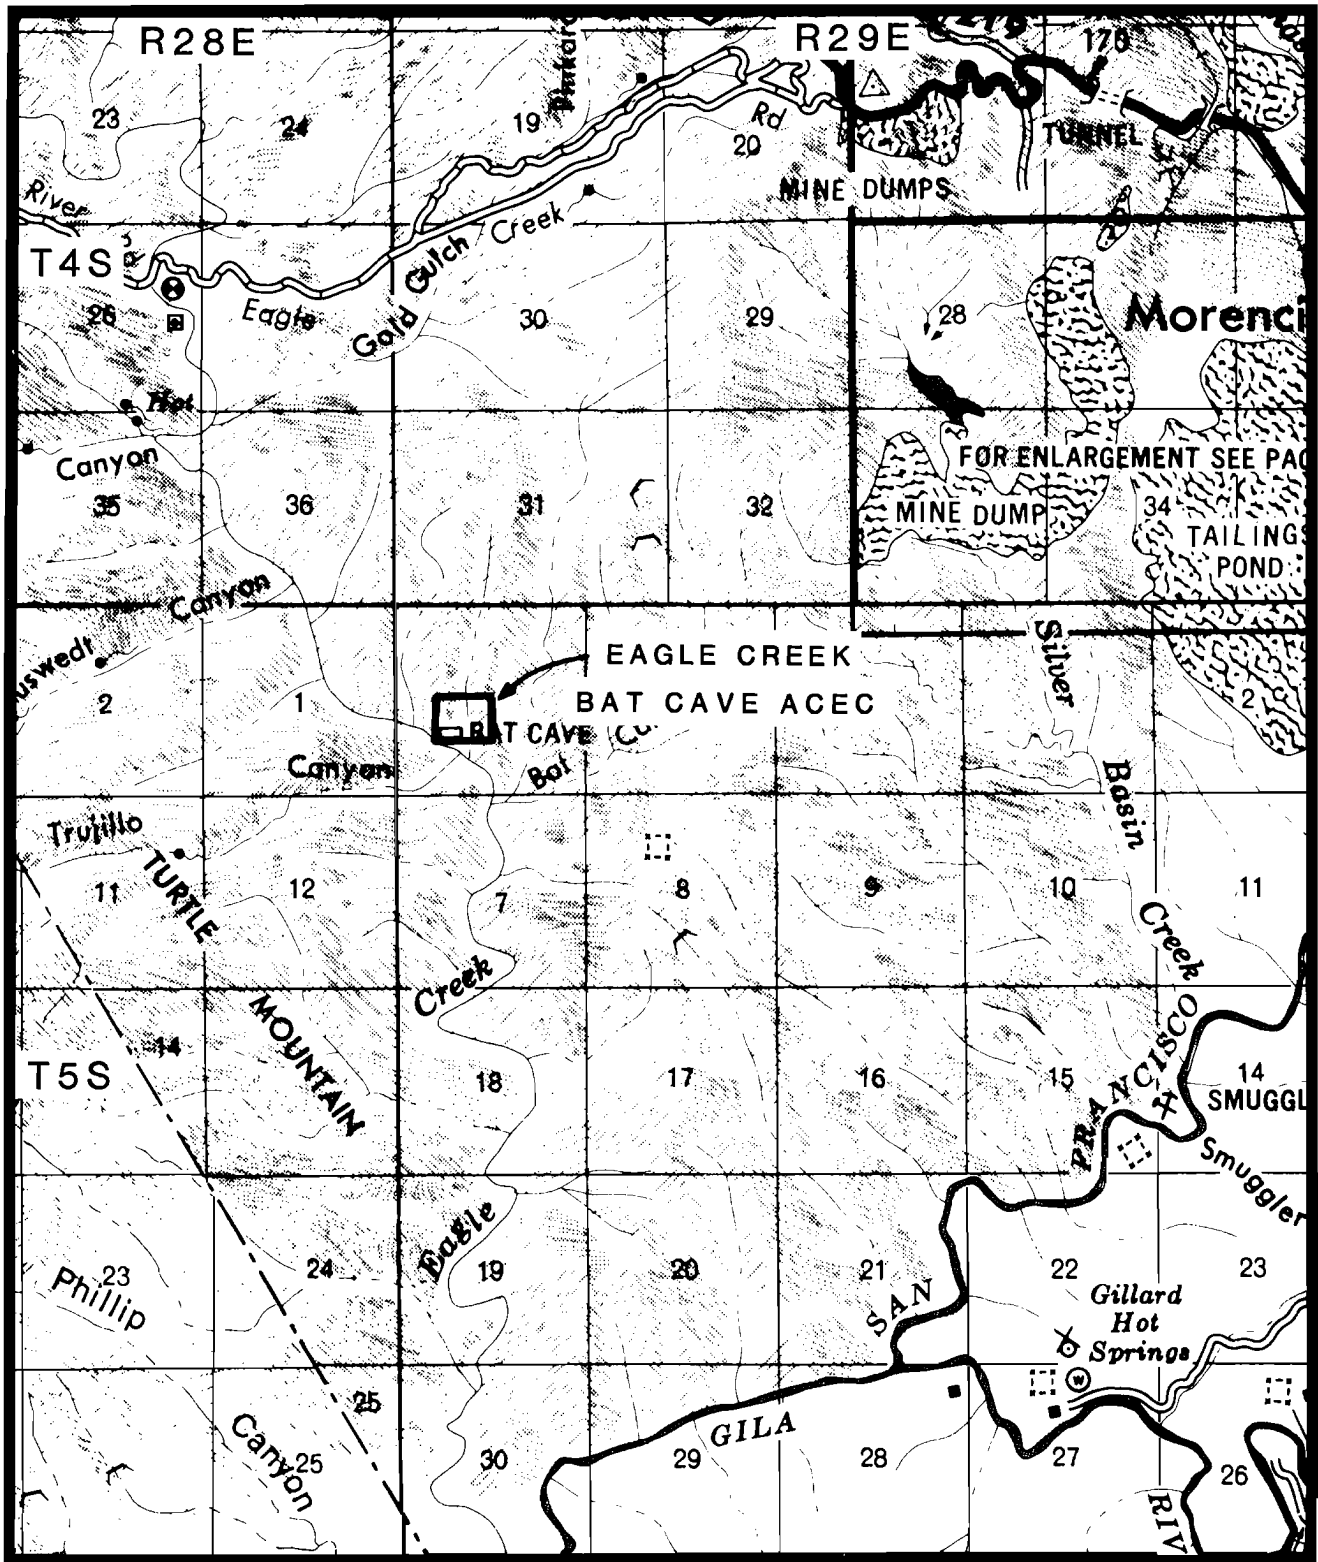 R28E
R29E
170
23
24
19
20
Rd
TUNNEL
MINE DUMPS
River
T4S
Gold Gulch Creek
Eagle
26
30
29
28
Morenci
Hot
Canyon
35
36
31
32
FOR ENLARGEMENT SEE PAG
MINE DUMP
34
TAILINGS
POND
Canyon
EAGLE CREEK
BAT CAVE ACEC
BAT CAVE
Bat
2
1
2
Silver
Basin
Creek
Canyon
Trujillo
TURTLE
MOUNTAIN
11
12
7
8
9
10
11
Creek
T5S
14
18
17
16
15
14
SMUGGL
Smuggler
SAN
FRANCISCO
Eagle
Phillip
Canyon
23
24
19
20
21
22
23
Gillard
Hot
Springs
W
GILA
RIV
25
25
30
29
28
27
26